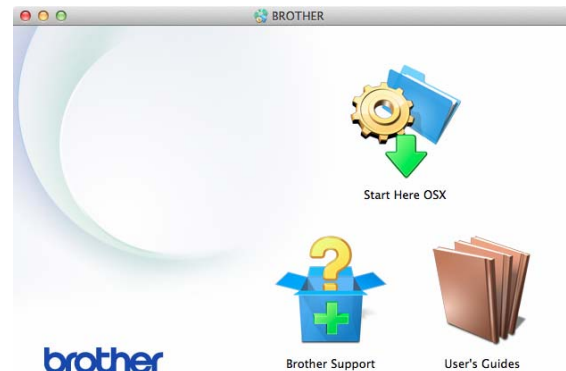 BROTHER
Start Here OSX
Brother Support
User's Guides
brother